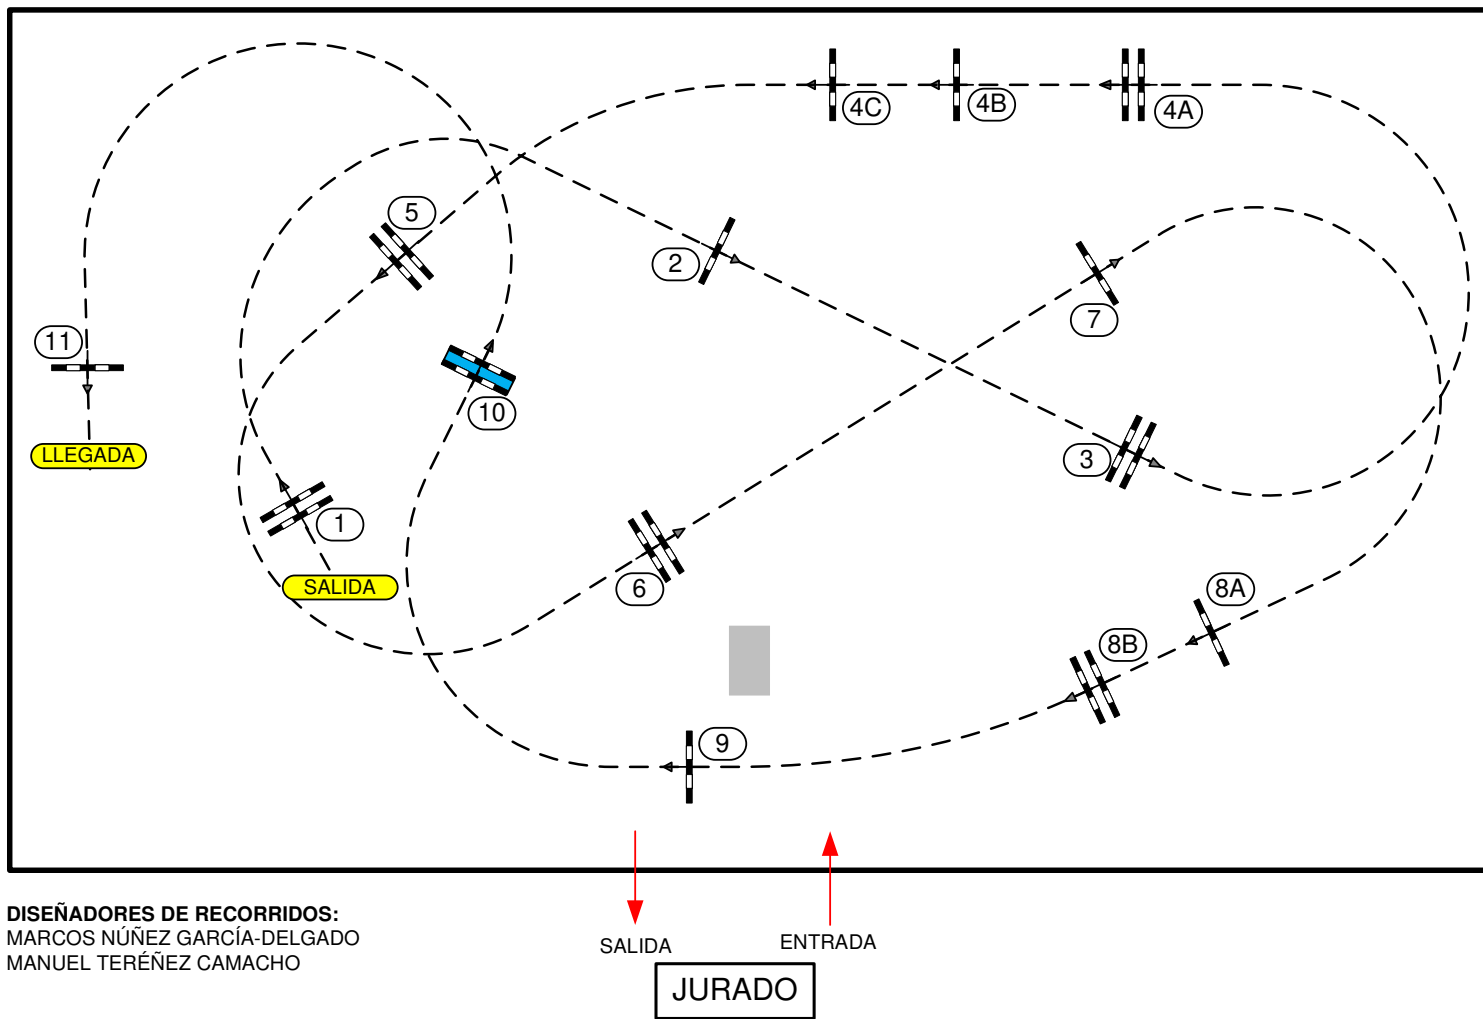 4C
4B
4A
5
2
7
11
10
LLEGADA
3
1
SALIDA
6
8A
8B
9
DISEÑADORES DE RECORRIDOS:
MARCOS NÚÑEZ GARCÍA-DELGADO
MANUEL TERÉÑEZ CAMACHO
SALIDA
ENTRADA
JURADO